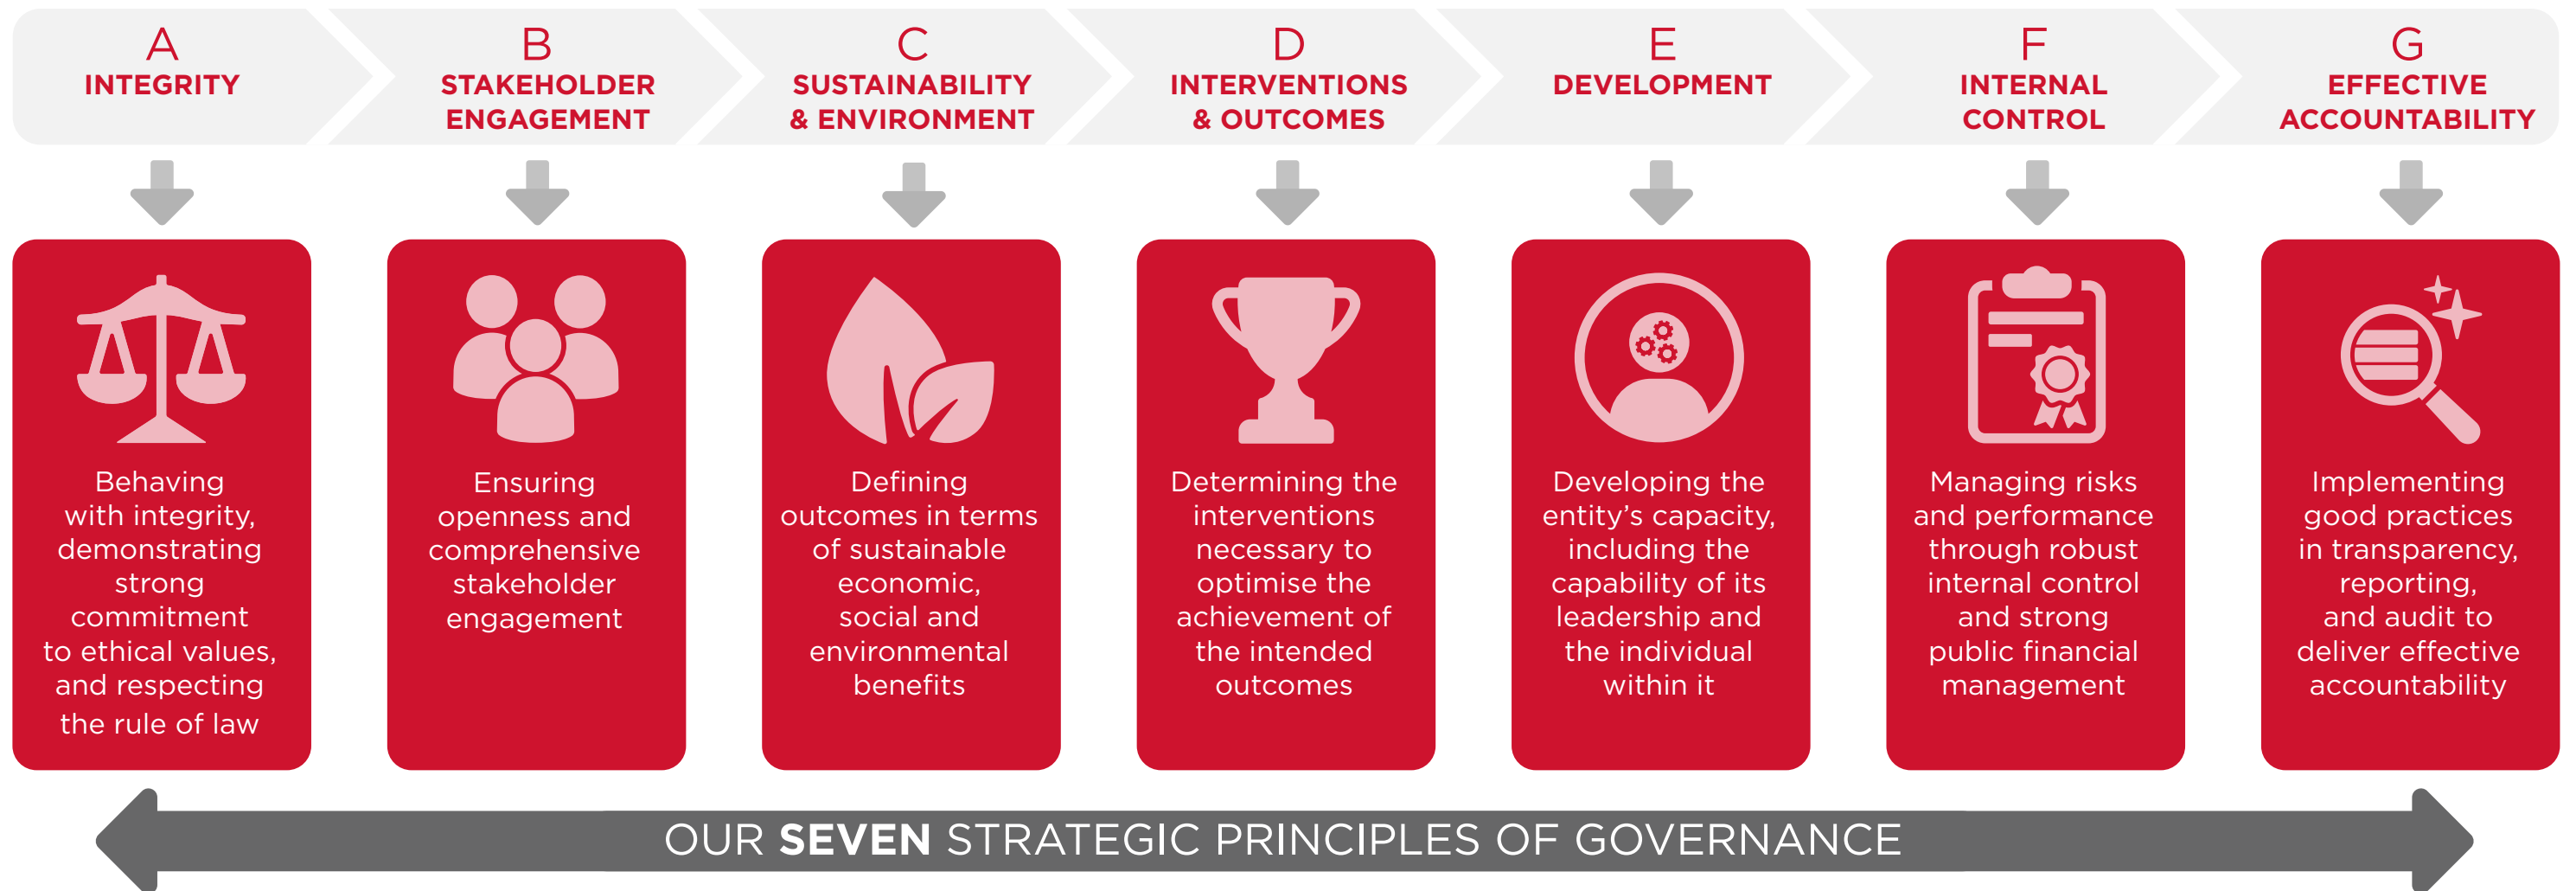 A
INTEGRITY
B
STAKEHOLDER
ENGAGEMENT
C
SUSTAINABILITY
& ENVIRONMENT
D
INTERVENTIONS
& OUTCOMES
E
DEVELOPMENT
F
INTERNAL
CONTROL
G
EFFECTIVE
ACCOUNTABILITY
Behaving
with integrity,
demonstrating
strong
commitment
to ethical values,
and respecting
the rule of law
Ensuring
openness and
comprehensive
stakeholder
engagement
Defining
outcomes in terms
of sustainable
economic,
social and
environmental
benefits
Determining the
interventions
necessary to
optimise the
achievement of
the intended
outcomes
Developing the
entity’s capacity,
including the
capability of its
leadership and
the individual
within it
Managing risks
and performance
through robust
internal control
and strong
public financial
management
Implementing
good practices
in transparency,
reporting,
and audit to
deliver effective
accountability
OUR SEVEN STRATEGIC PRINCIPLES OF GOVERNANCE